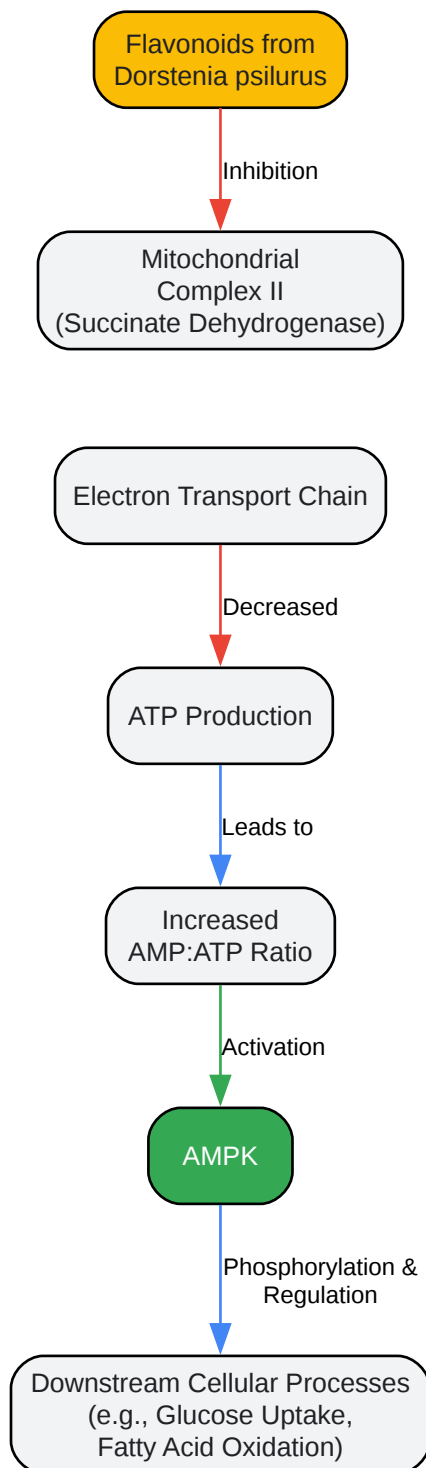 Flavonoids from
Dorstenia psilurus
Inhibition
Mitochondrial
Complex II
(Succinate Dehydrogenase)
Electron Transport Chain
Decreased
ATP Production
Leads to
Increased
AMP:ATP Ratio
Activation
AMPK
Phosphorylation &
Regulation
Downstream Cellular Processes
(e.g., Glucose Uptake,
Fatty Acid Oxidation)